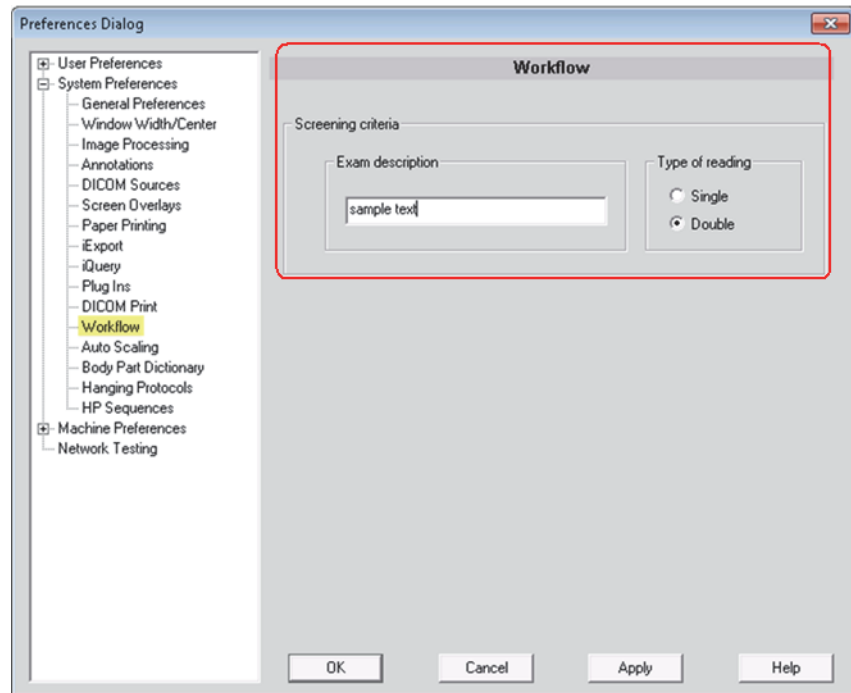 Preferences Dialog
User Preferences
System Preferences
General Preferences
Window Width/Center
Image Processing
Annotations
DICOM Sources
Screen Overlays
Paper Printing
iExport
iQuery
Plug Ins
DICOM Print
Workflow
Auto Scaling
Body Part Dictionary
Hanging Protocols
HP Sequences
Machine Preferences
Network Testing
Workflow
Screening criteria
Exam description
sample text
Type of reading
Single
Double
OK
Cancel
Apply
Help